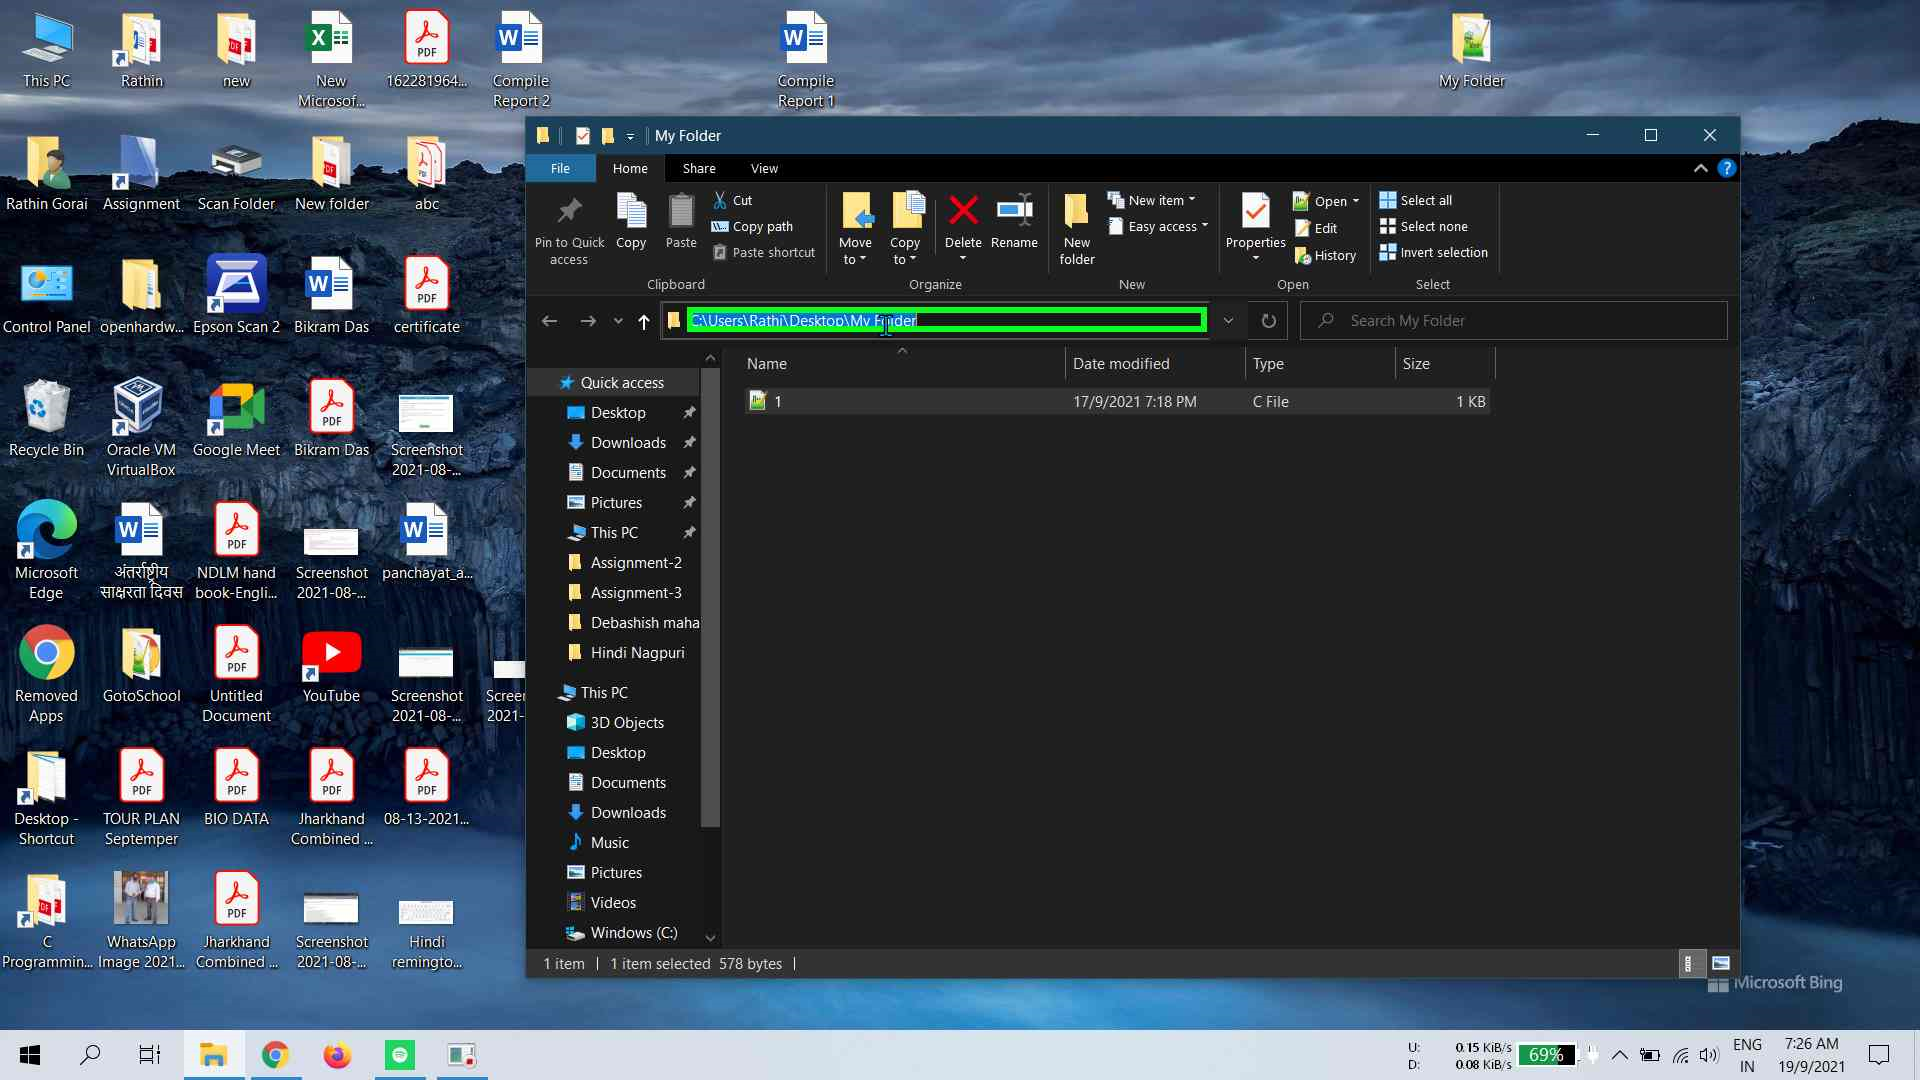 This PC
Rathin
new
New
Microsof...
162281964...
Compile
Report 2
Compile
Report 1
My Folder
Rathin Gorai
Assignment
Scan Folder
New folder
abc
Control Panel
openhardw...
Epson Scan 2
Bikram Das
certificate
Recycle Bin
Oracle VM
VirtualBox
Google Meet
Bikram Das
Screenshot
2021-08-...
Microsoft
Edge
अंतर्राष्ट्रीय
साक्षरता दिवस
NDLM hand
book-Engli...
Screenshot
2021-08-...
panchayat_a...
Removed
Apps
GotoSchool
Untitled
Document
YouTube
Screenshot
2021-08-...
Screer
2021-
Desktop -
Shortcut
TOUR PLAN
Septemper
BIO DATA
Jharkhand
Combined ...
08-13-2021...
C
Programmin...
WhatsApp
Image 2021...
Jharkhand
Combined ...
Screenshot
2021-08-...
Hindi
remingto...
My Folder
File
Home
Share
View
Pin to Quick
access
Copy
Paste
Cut
Copy path
Paste shortcut
Clipboard
Move
to
Copy
to
Delete
Rename
Organize
New
folder
New item
Easy access
New
Properties
Open
Edit
History
Open
Select all
Select none
Invert selection
Select
C:\Users\Rathi\Desktop\My Folder
Search My Folder
Name
Date modified
Type
Size
1
17/9/2021 7:18 PM
C File
1 KB
Quick access
Desktop
Downloads
Documents
Pictures
This PC
Assignment-2
Assignment-3
Debashish maha
Hindi Nagpuri
This PC
3D Objects
Desktop
Documents
Downloads
Music
Pictures
Videos
Windows (C:)
1 item
1 item selected 578 bytes
Microsoft Bing
U: 0.15 KiB/s
D: 0.08 KiB/s
69%
ENG
IN
7:26 AM
19/9/2021